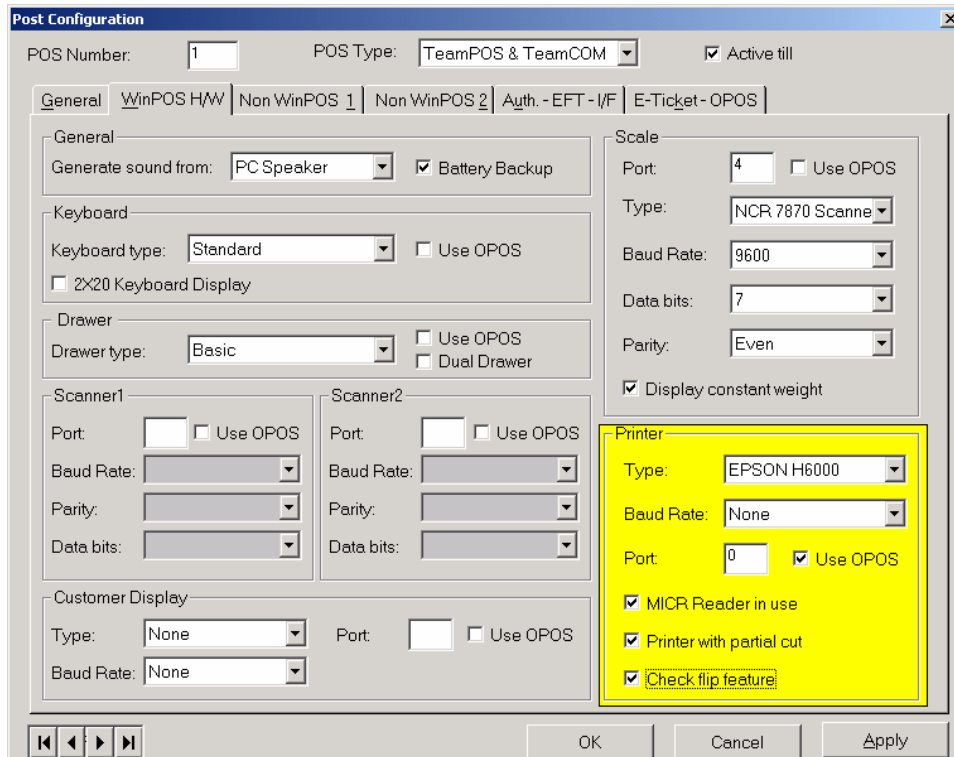 Post Configuration
POS Number: 1 POS Type: TeamPOS & TeamCOM Active till
General WinPOS H/W Non WinPOS 1 Non WinPOS 2 Auth. - EFT - I/F E-Ticket - OPOS
General
Generate sound from: PC Speaker Battery Backup
Keyboard
Keyboard type: Standard Use OPOS
2X20 Keyboard Display
Drawer
Drawer type: Basic Use OPOS
Dual Drawer
Scanner1
Port: Use OPOS
Baud Rate:
Parity:
Data bits:
Scanner2
Port: Use OPOS
Baud Rate:
Parity:
Data bits:
Customer Display
Type: None Port: Use OPOS
Baud Rate: None
Scale
Port: 4 Use OPOS
Type: NCR 7870 Scanne
Baud Rate: 9600
Data bits: 7
Parity: Even
Display constant weight
Printer
Type: EPSON H6000
Baud Rate: None
Port: 0 Use OPOS
MICR Reader in use
Printer with partial cut
Check flip feature
OK Cancel Apply